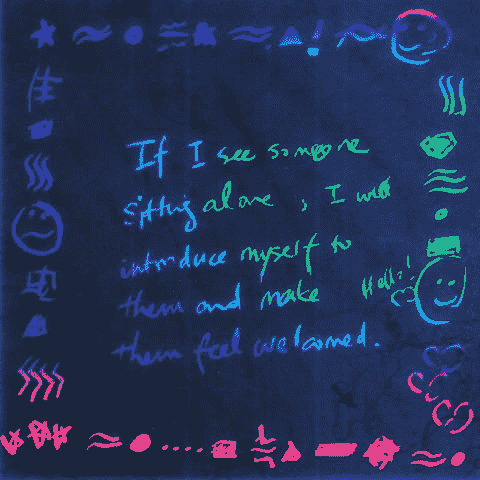 If I see someone
sitting alone, I will
introduce myself to
them and make
Hello!
them feel welcomed.